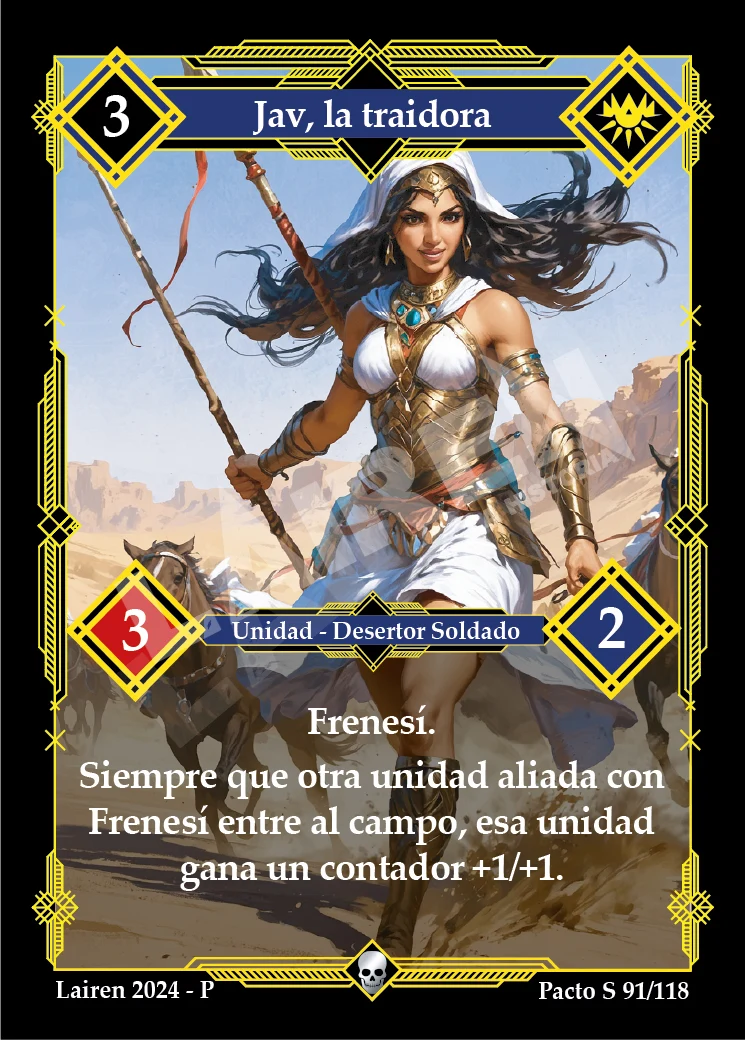 3
Jav, la traidora
3
Unidad - Desertor Soldado
2
Frenesí.
Siempre que otra unidad aliada con
Frenesí entre al campo, esa unidad
gana un contador +1/+1.
Lairen 2024 - P
Pacto S 91/118